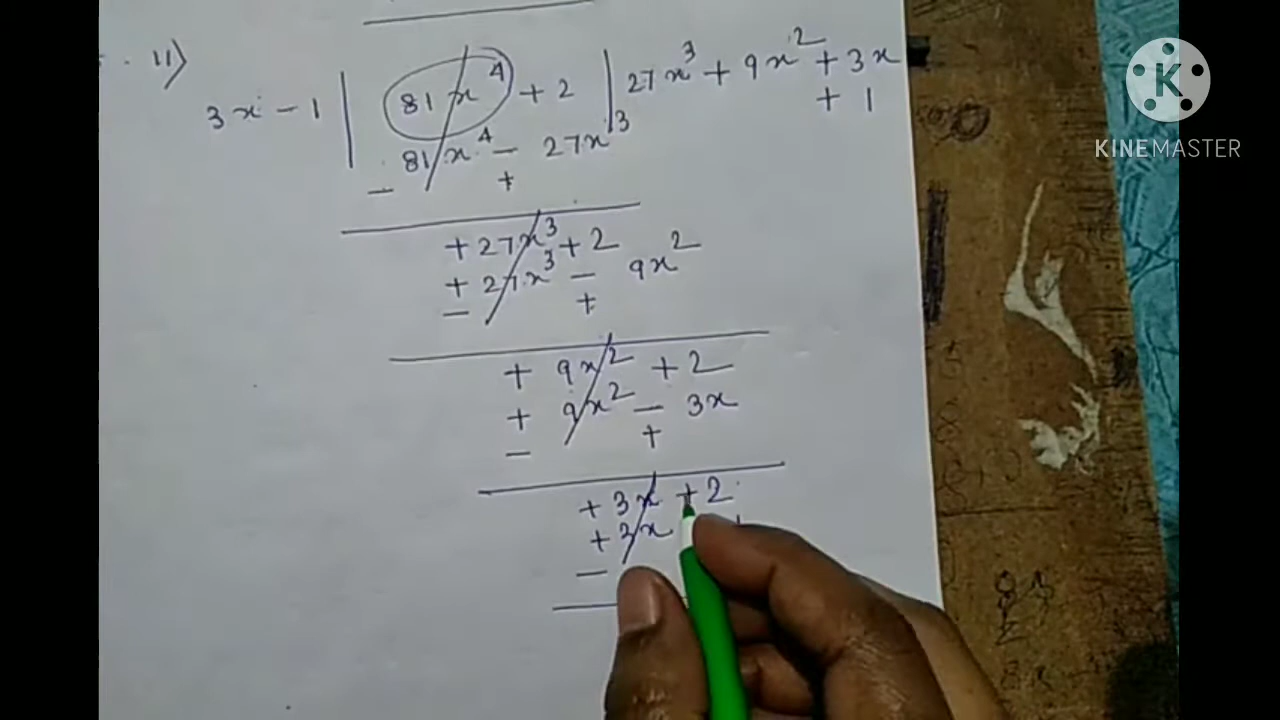 11)
3x - 1 | 81x⁴ + 2 | 27x³ + 9x² + 3x
+ 1
81x⁴ - 27x³
- +
+ 27x³ + 2
+ 27x³ - 9x²
- +
+ 9x² + 2
+ 9x² - 3x
- +
+ 3x + 2
+ 3x
-
K
KINEMASTER